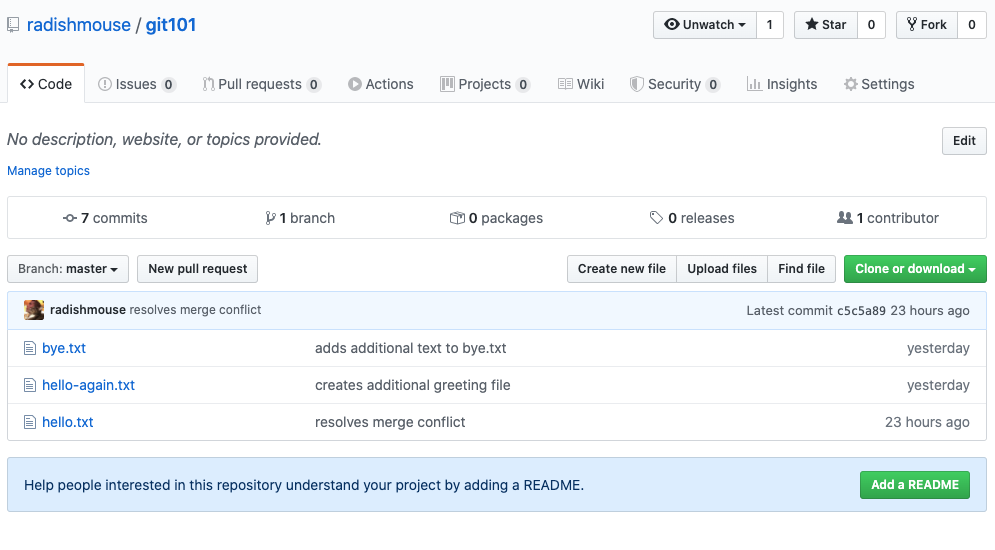 radishmouse / git101 Unwatch 1 Star 0 Fork 0
Code Issues 0 Pull requests 0 Actions Projects 0 Wiki Security 0 Insights Settings
No description, website, or topics provided. Edit
Manage topics
7 commits 1 branch 0 packages 0 releases 1 contributor
Branch: master New pull request Create new file Upload files Find file Clone or download
radishmouse resolves merge conflict Latest commit c5c5a89 23 hours ago
bye.txt adds additional text to bye.txt yesterday
hello-again.txt creates additional greeting file yesterday
hello.txt resolves merge conflict 23 hours ago
Help people interested in this repository understand your project by adding a README. Add a README